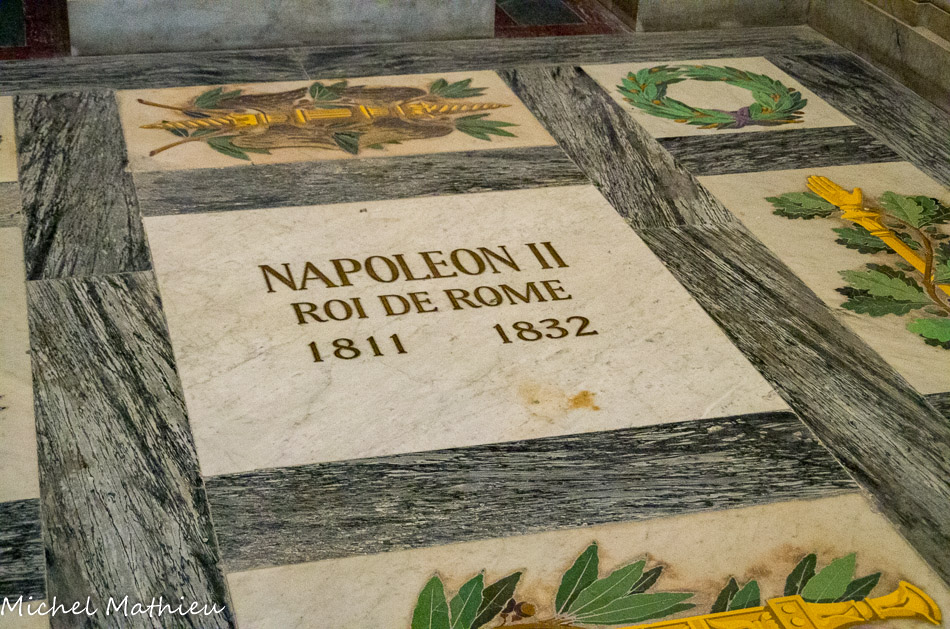 NAPOLEON II
ROI DE ROME
1811 1832
Michel Mathieu